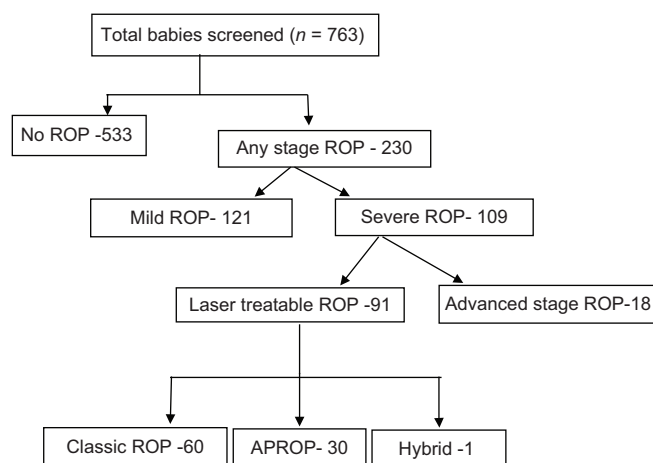 Total babies screened (n = 763)
No ROP -533
Any stage ROP - 230
Mild ROP- 121
Severe ROP- 109
Laser treatable ROP -91
Advanced stage ROP-18
Classic ROP -60
APROP- 30
Hybrid -1